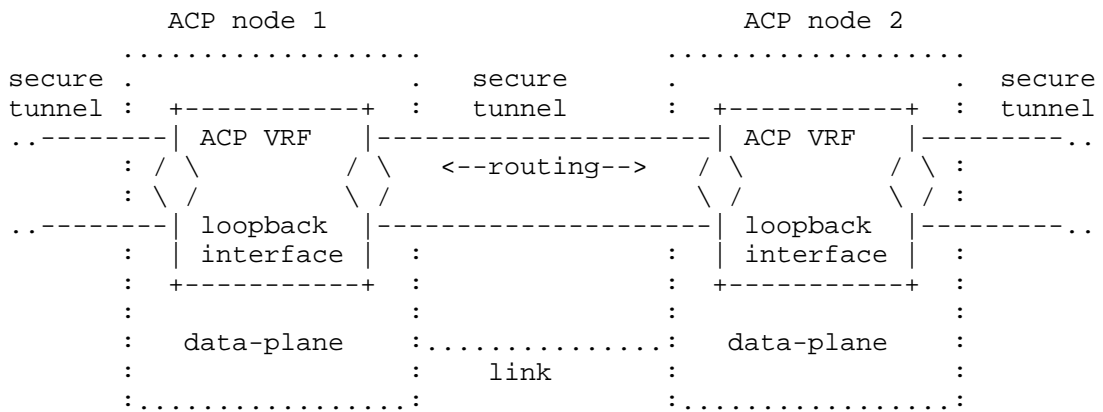 ACP node 1 ACP node 2
secure secure secure
tunnel tunnel tunnel
ACP VRF ACP VRF
<--routing-->
loopback loopback
interface interface
data-plane data-plane
link